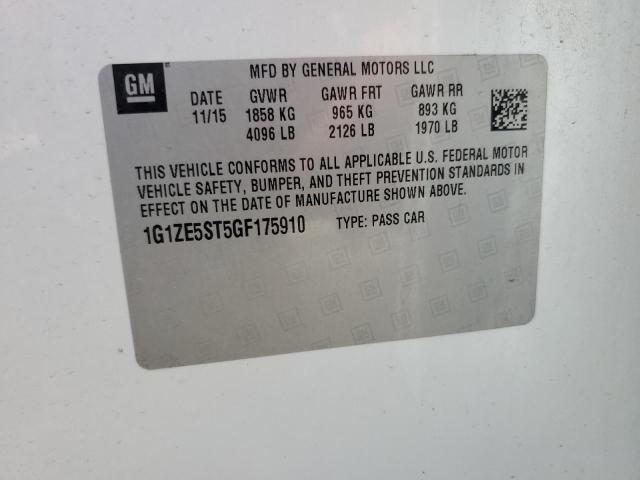 GM
MFD BY GENERAL MOTORS LLC
DATE GVWR GAWR FRT GAWR RR
11/15 1858 KG 965 KG 893 KG
4096 LB 2126 LB 1970 LB
THIS VEHICLE CONFORMS TO ALL APPLICABLE U.S. FEDERAL MOTOR
VEHICLE SAFETY, BUMPER, AND THEFT PREVENTION STANDARDS IN
EFFECT ON THE DATE OF MANUFACTURE SHOWN ABOVE.
1G1ZE5ST5GF175910 TYPE: PASS CAR